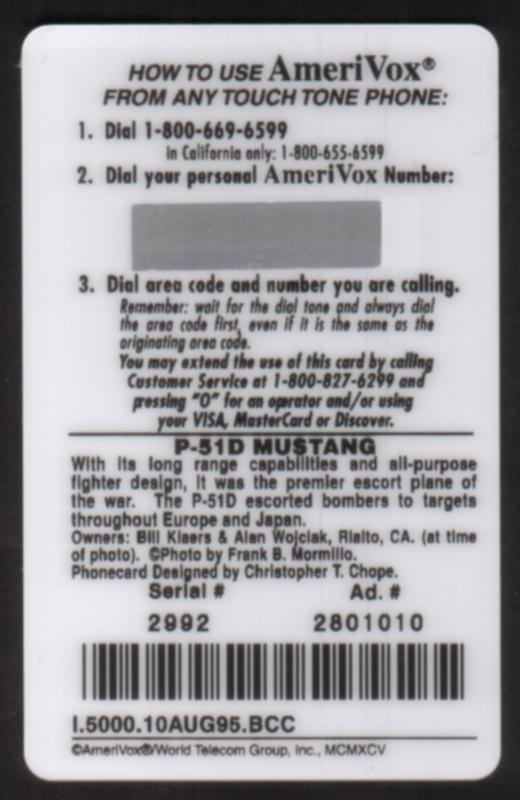 HOW TO USE AmeriVox®
FROM ANY TOUCH TONE PHONE:
1. Dial 1-800-669-6599
in California only: 1-800-655-6599
2. Dial your personal AmeriVox Number:
3. Dial area code and number you are calling.
Remember: wait for the dial tone and always dial
the area code first, even if it is the same as the
originating area code.
You may extend the use of this card by calling
Customer Service at 1-800-827-6299 and
pressing "O" for an operator and/or using
your VISA, MasterCard or Discover.
P-51D MUSTANG
With its long range capabilities and all-purpose
fighter design, it was the premier escort plane of
the war. The P-51D escorted bombers to targets
throughout Europe and Japan.
Owners: Bill Klaers & Alan Wojciak, Rialto, CA. (at time
of photo). ©Photo by Frank B. Mormillo.
Phonecard Designed by Christopher T. Chope.
Serial # Ad. #
2992 2801010
I.5000.10AUG95.BCC
©AmeriVox®/World Telecom Group, Inc., MCMXCV